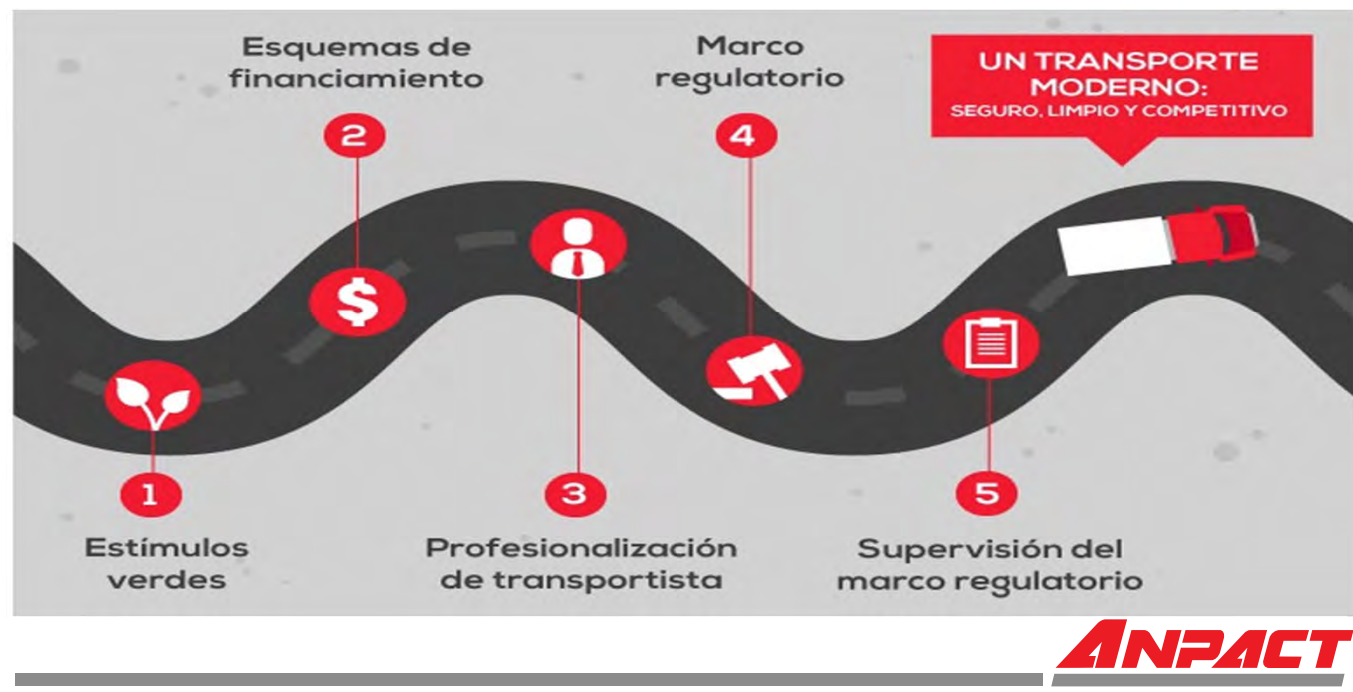 Esquemas de
financiamiento
2
Marco
regulatorio
4
UN TRANSPORTE
MODERNO:
SEGURO, LIMPIO Y COMPETITIVO
$
1
Estímulos
verdes
3
Profesionalización
de transportista
5
Supervisión del
marco regulatorio
ANPACT